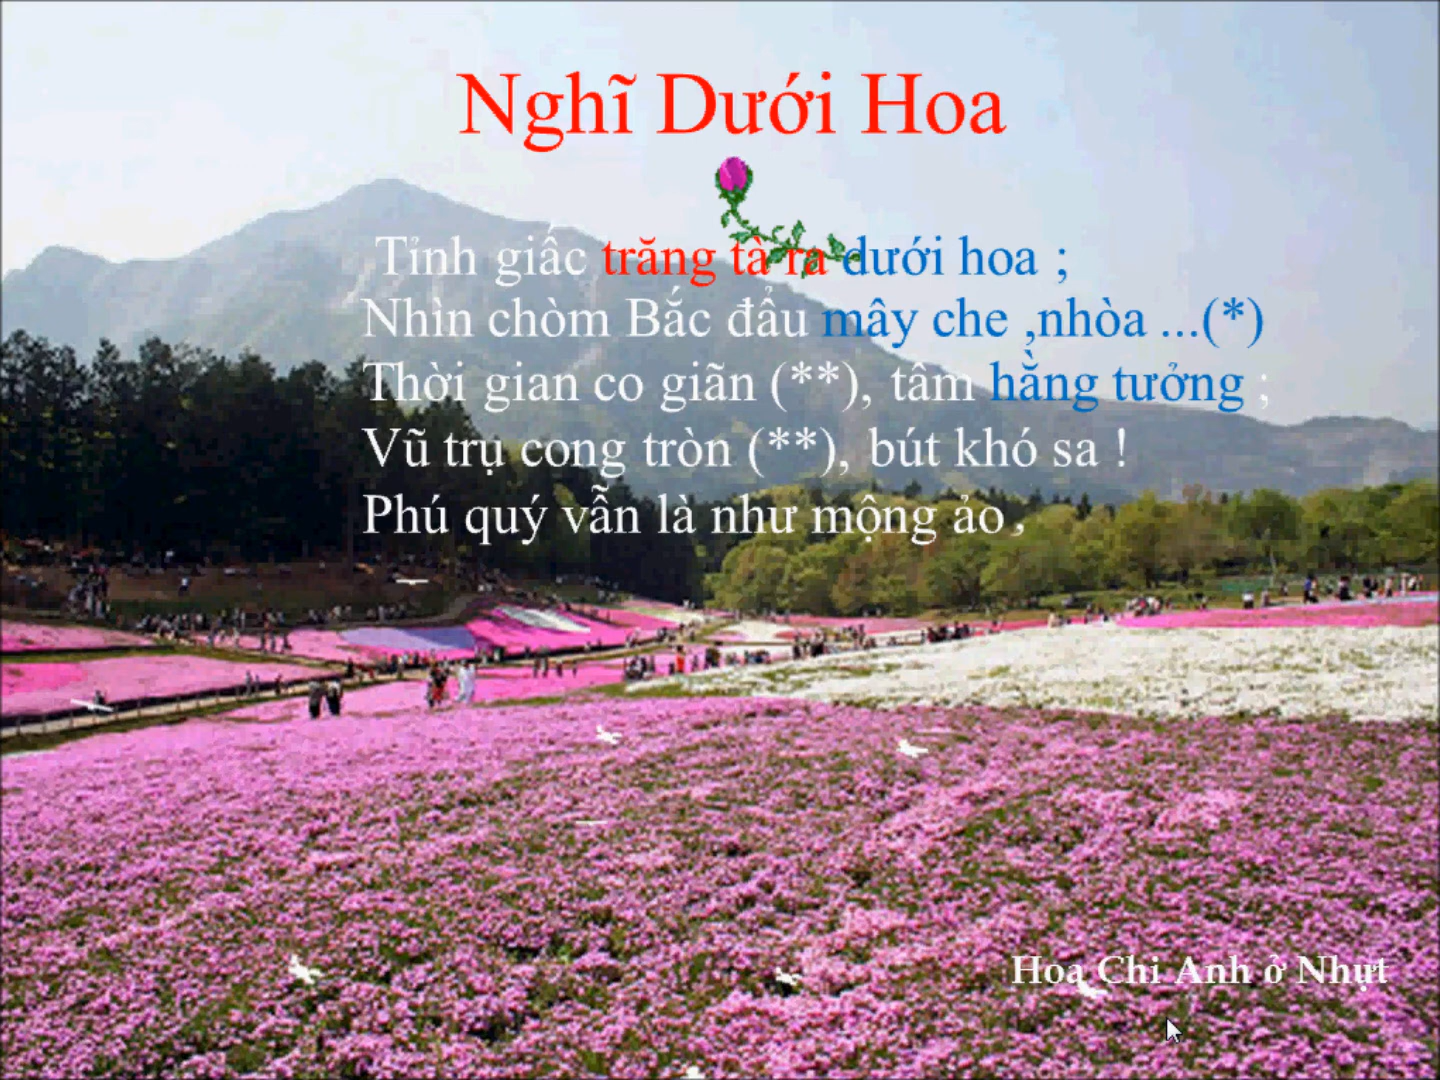 Nghĩ Dưới Hoa
Tỉnh giấc trăng tà ra dưới hoa ;
Nhìn chòm Bắc đẩu mây che ,nhòa ...(*)
Thời gian co giãn (**), tâm hằng tưởng ;
Vũ trụ cong tròn (**), bút khó sa !
Phú quý vẫn là như mộng ảo ,
Hoa Chi Anh ở Nhựt